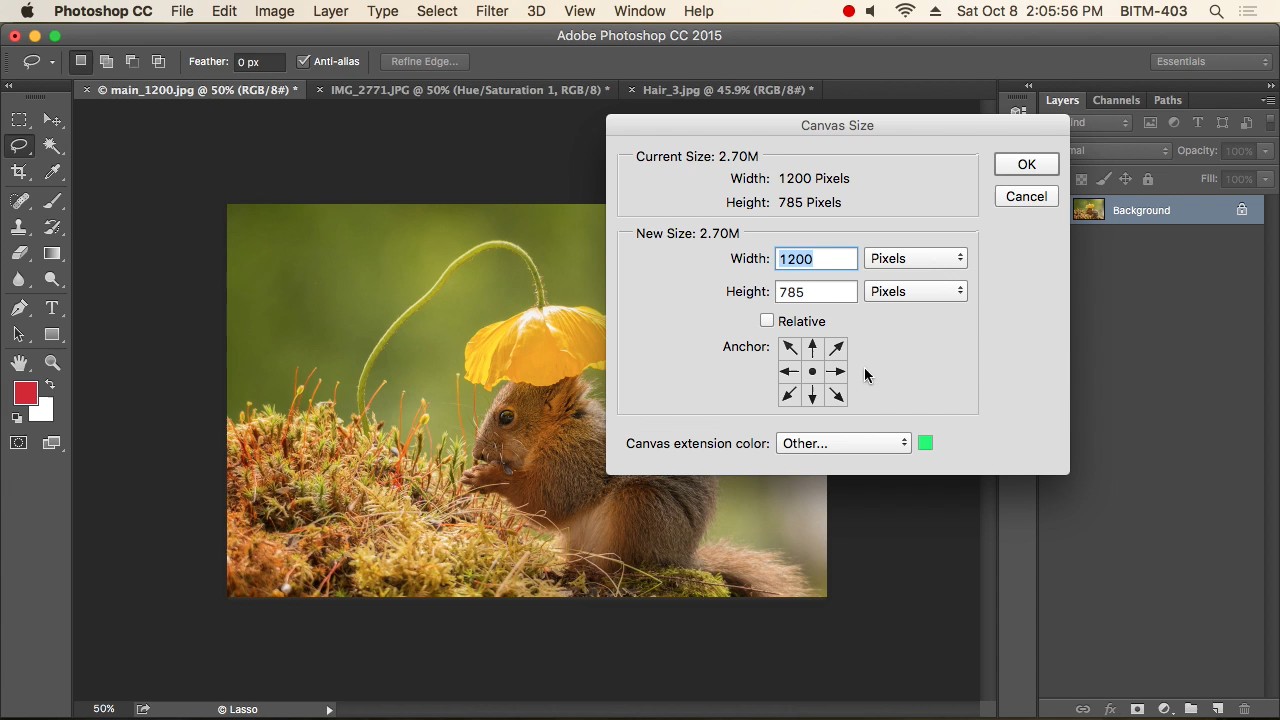 Photoshop CC File Edit Image Layer Type Select Filter 3D View Window Help Sat Oct 8 2:05:56 PM BITM-403
Adobe Photoshop CC 2015
Feather: 0 px Anti-alias Refine Edge... Essentials
© main_1200.jpg @ 50% (RGB/8#) * IMG_2771.JPG @ 50% (Hue/Saturation 1, RGB/8) * Hair_3.jpg @ 45.9% (RGB/8*) *
Layers Channels Paths
Canvas Size
Current Size: 2.70M
Width: 1200 Pixels
Height: 785 Pixels
OK
Cancel
New Size: 2.70M
Width: 1200 Pixels
Height: 785 Pixels
Relative
Anchor:
Canvas extension color: Other...
ind
mal Opacity: 100%
Fill: 100%
Background
50% © Lasso